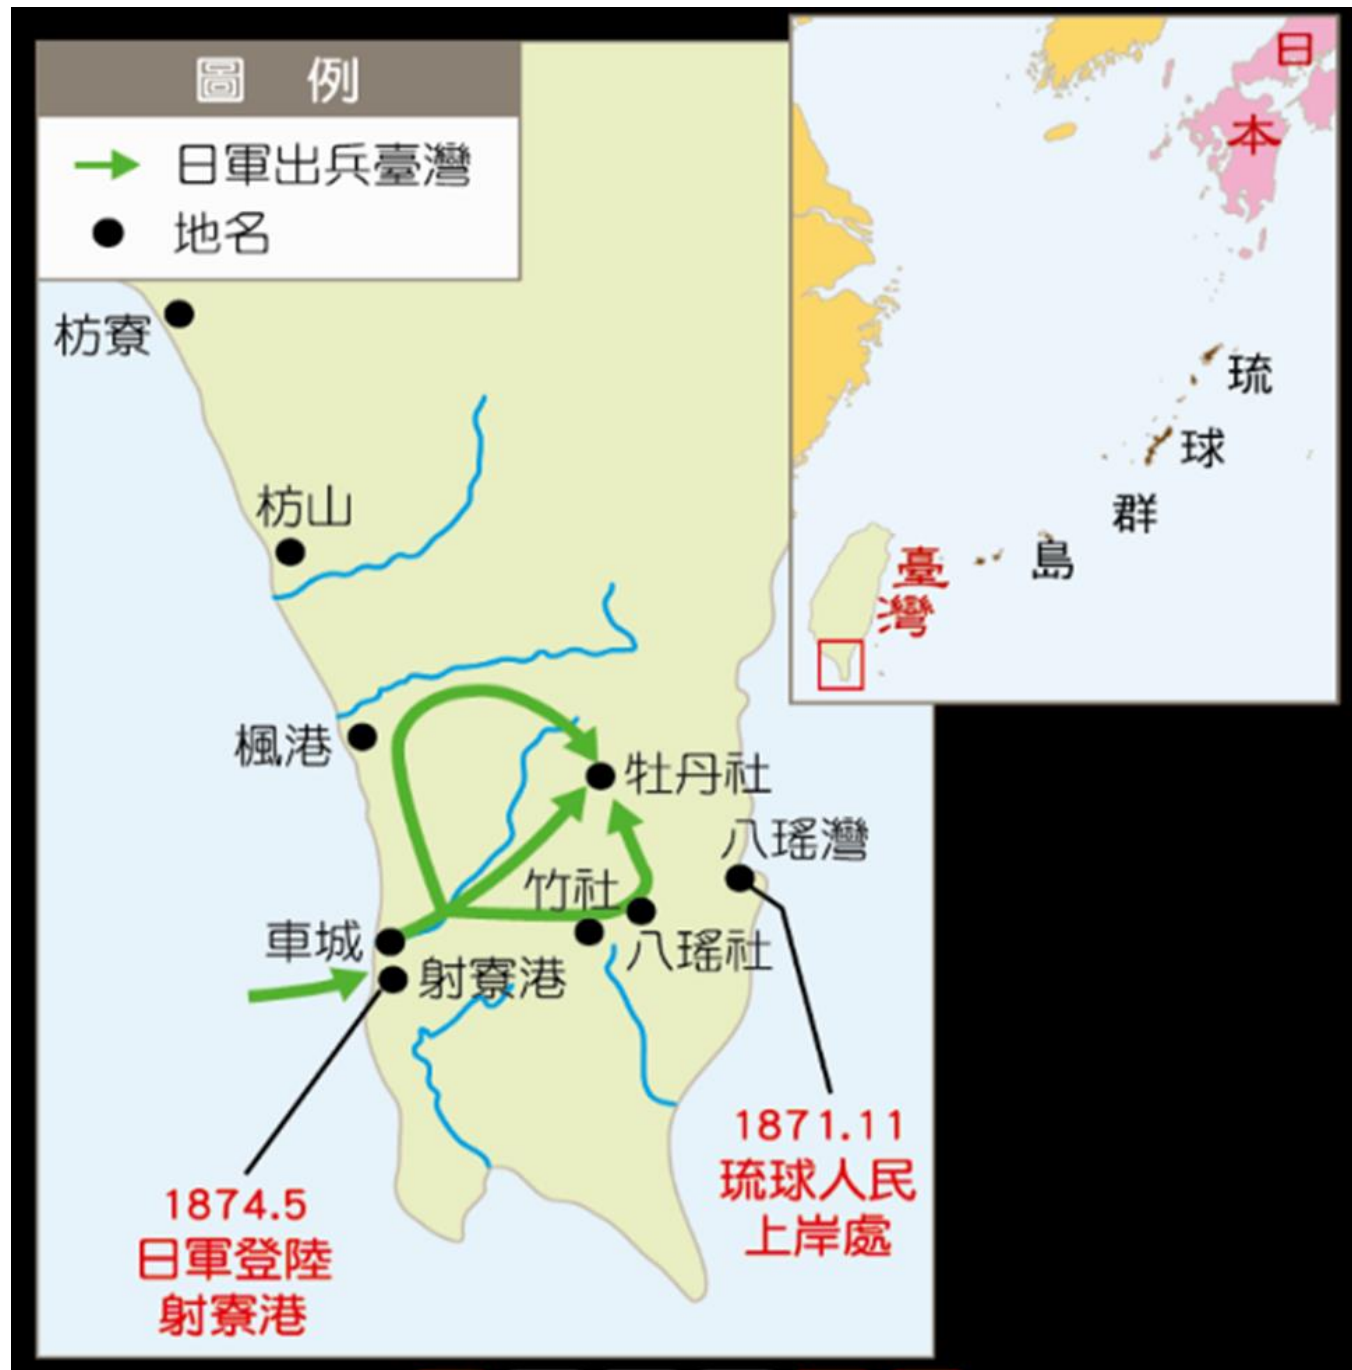 圖 例
日軍出兵臺灣
地名
枋寮
枋山
楓港
牡丹社
八瑤灣
竹社
車城
八瑤社
射寮港
1874.5
日軍登陸
射寮港
1871.11
琉球人民
上岸處
日
本
琉
球
群
島
臺
灣